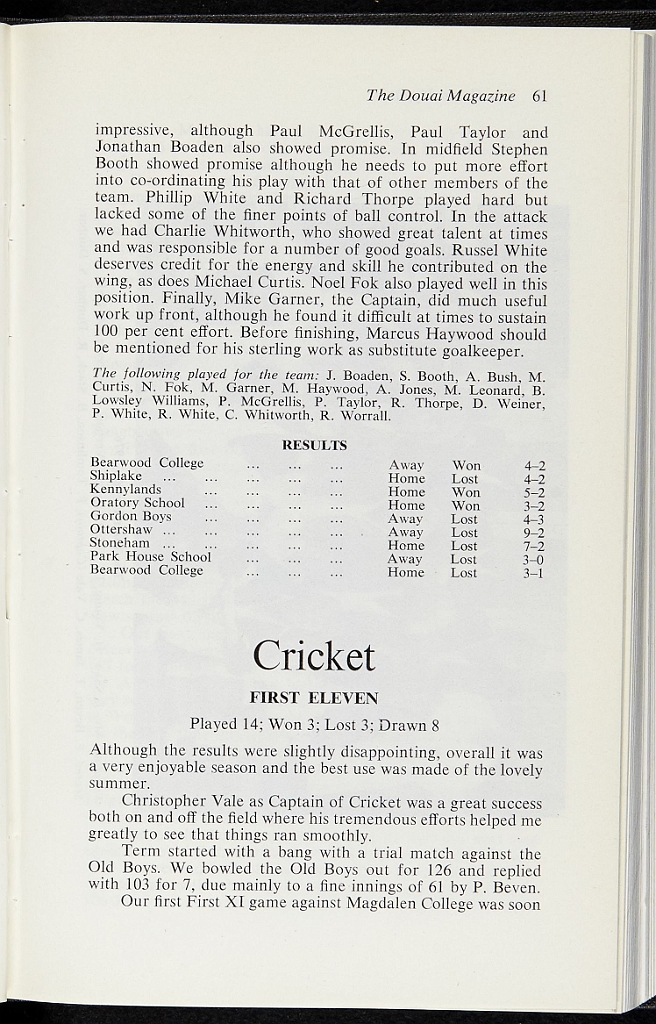 The Douai Magazine 61
impressive, although Paul McGrellis, Paul Taylor and
Jonathan Boaden also showed promise. In midfield Stephen
Booth showed promise although he needs to put more effort
into co-ordinating his play with that of other members of the
team. Phillip White and Richard Thorpe played hard but
lacked some of the finer points of ball control. In the attack
we had Charlie Whitworth, who showed great talent at times
and was responsible for a number of good goals. Russel White
deserves credit for the energy and skill he contributed on the
wing, as does Michael Curtis. Noel Fok also played well in this
position. Finally, Mike Garner, the Captain, did much useful
work up front, although he found it difficult at times to sustain
100 per cent effort. Before finishing, Marcus Haywood should
be mentioned for his sterling work as substitute goalkeeper.
The following played for the team: J. Boaden, S. Booth, A. Bush, M.
Curtis, N. Fok, M. Garner, M. Haywood, A. Jones, M. Leonard, B.
Lowsley Williams, P. McGrellis, P. Taylor, R. Thorpe, D. Weiner,
P. White, R. White, C. Whitworth, R. Worrall.
RESULTS
Bearwood College ... ... ... Away Won 4–2
Shiplake ... ... ... ... ... Home Lost 4–2
Kennylands ... ... ... ... Home Won 5–2
Oratory School ... ... ... ... Home Won 3–2
Gordon Boys ... ... ... ... Away Lost 4–3
Ottershaw ... ... ... ... ... Away Lost 9–2
Stoneham ... ... ... ... ... Home Lost 7–2
Park House School ... ... ... Away Lost 3–0
Bearwood College ... ... ... Home Lost 3–1
Cricket
FIRST ELEVEN
Played 14; Won 3; Lost 3; Drawn 8
Although the results were slightly disappointing, overall it was
a very enjoyable season and the best use was made of the lovely
summer.
Christopher Vale as Captain of Cricket was a great success
both on and off the field where his tremendous efforts helped me
greatly to see that things ran smoothly.
Term started with a bang with a trial match against the
Old Boys. We bowled the Old Boys out for 126 and replied
with 103 for 7, due mainly to a fine innings of 61 by P. Beven.
Our first First XI game against Magdalen College was soon